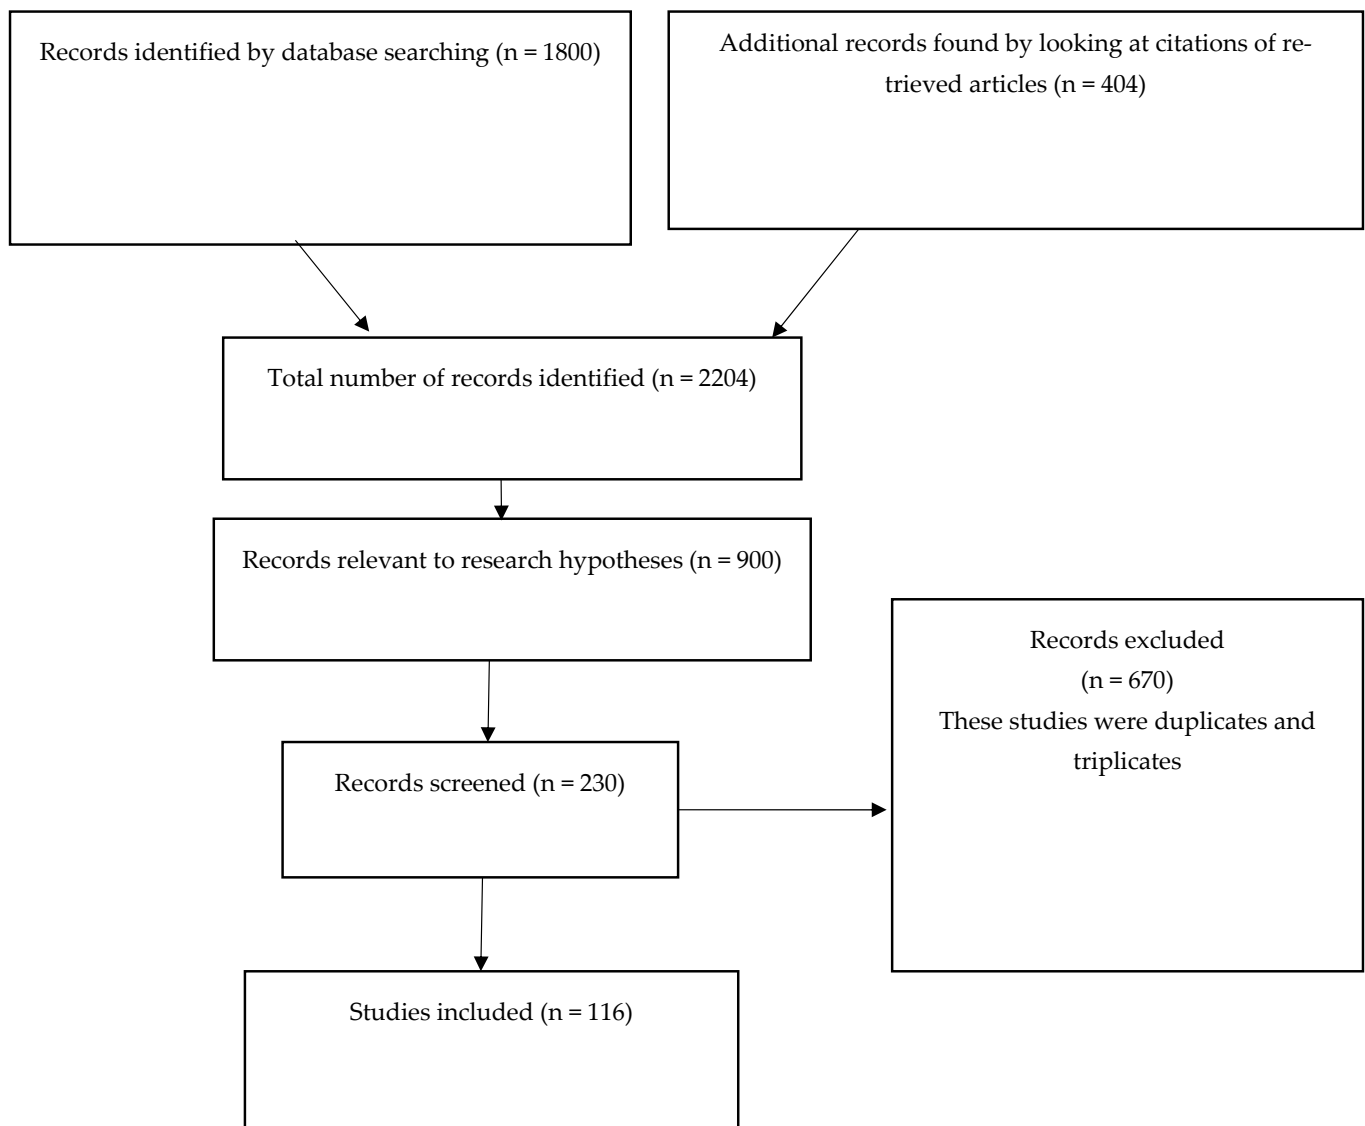 Records identified by database searching (n = 1800)
Additional records found by looking at citations of re-
trieved articles (n = 404)
Total number of records identified (n = 2204)
Records relevant to research hypotheses (n = 900)
Records excluded
(n = 670)
These studies were duplicates and
triplicates
Records screened (n = 230)
Studies included (n = 116)